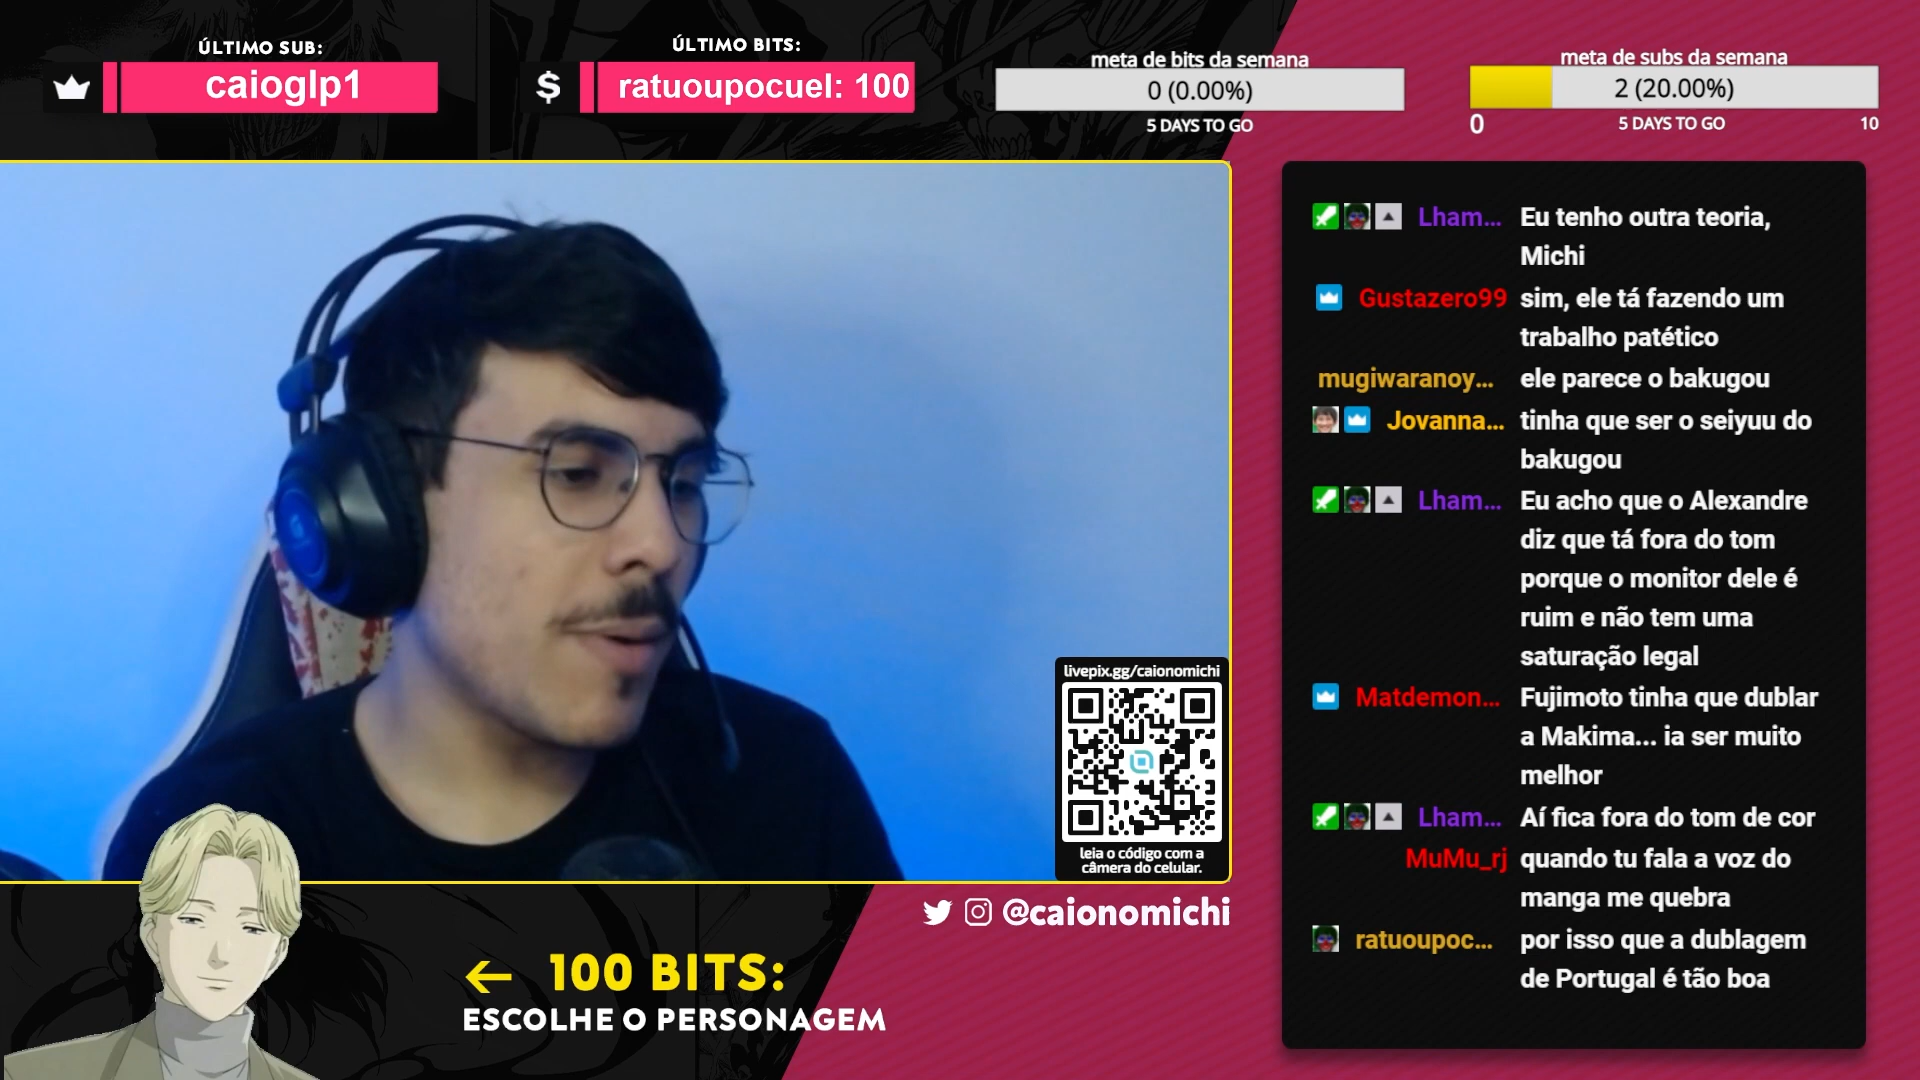 ÚLTIMO SUB:
caioglp1
ÚLTIMO BITS:
$
ratuoupocuel: 100
meta de bits da semana
0 (0.00%)
5 DAYS TO GO
meta de subs da semana
2 (20.00%)
0
5 DAYS TO GO
10
Lham... Eu tenho outra teoria,
Michi
Gustazero99 sim, ele tá fazendo um
trabalho patético
mugiwaranoy... ele parece o bakugou
Jovanna... tinha que ser o seiyuu do
bakugou
Lham... Eu acho que o Alexandre
diz que tá fora do tom
porque o monitor dele é
ruim e não tem uma
saturação legal
Matdemon... Fujimoto tinha que dublar
a Makima... ia ser muito
melhor
Lham... Aí fica fora do tom de cor
MuMu_rj quando tu fala a voz do
manga me quebra
ratuoupoc... por isso que a dublagem
de Portugal é tão boa
livepix.gg/caionomichi
leia o código com a
câmera do celular.
@caionomichi
← 100 BITS:
ESCOLHE O PERSONAGEM